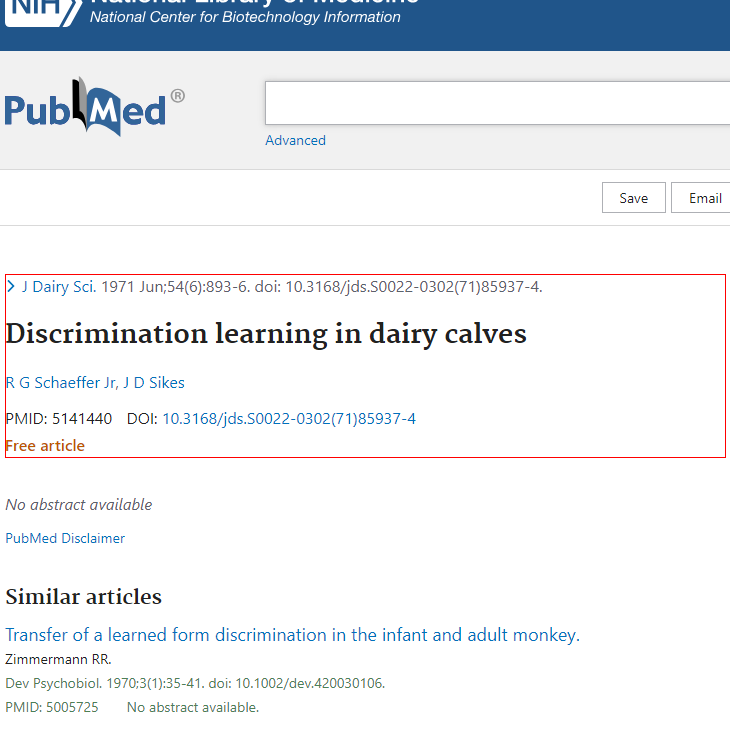 NIH National Library of Medicine
National Center for Biotechnology Information
PubMed®
Advanced
Save Email
J Dairy Sci. 1971 Jun;54(6):893-6. doi: 10.3168/jds.S0022-0302(71)85937-4.
Discrimination learning in dairy calves
R G Schaeffer Jr, J D Sikes
PMID: 5141440 DOI: 10.3168/jds.S0022-0302(71)85937-4
Free article
No abstract available
PubMed Disclaimer
Similar articles
Transfer of a learned form discrimination in the infant and adult monkey.
Zimmermann RR.
Dev Psychobiol. 1970;3(1):35-41. doi: 10.1002/dev.420030106.
PMID: 5005725 No abstract available.